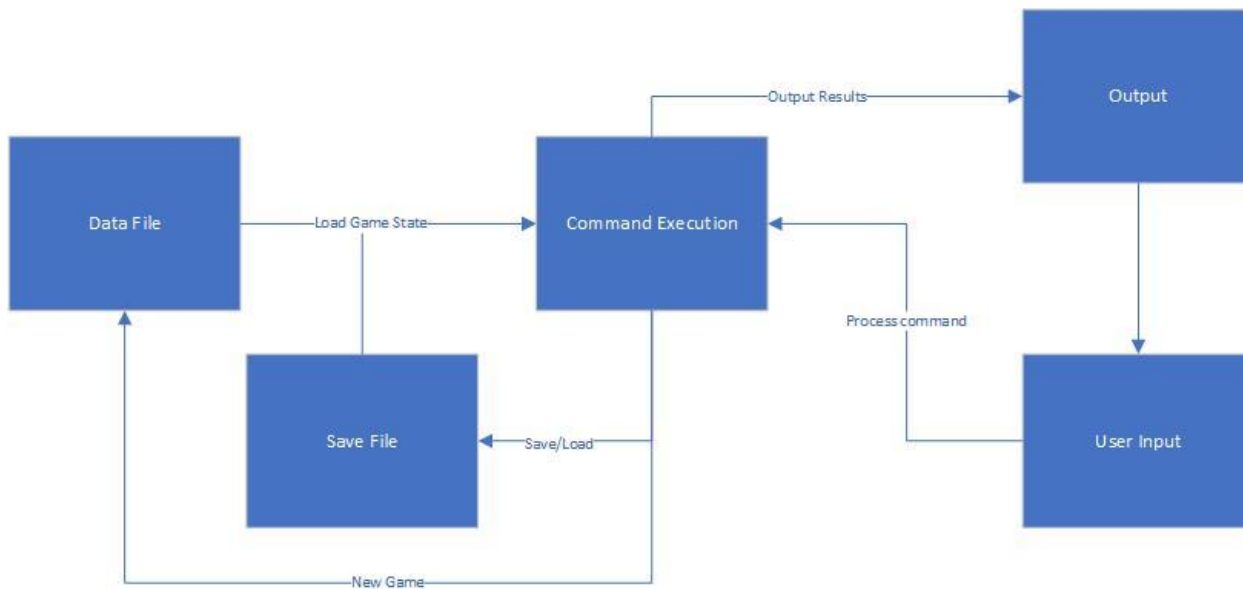 Output Results
Output
Data File
Load Game State
Command Execution
Process command
Save File
Save/Load
User Input
New Game